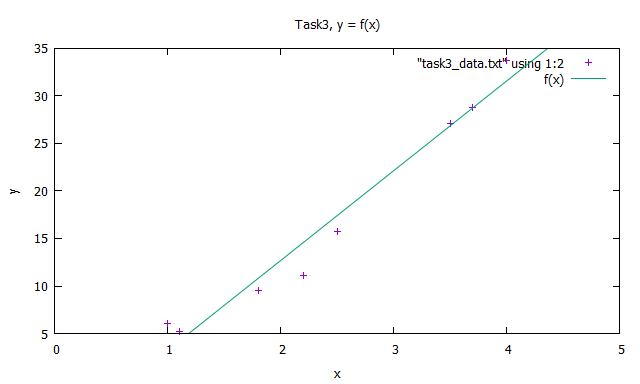 Task3, y = f(x)
35
"task3_data.txt" using 1:2
f(x)
30
25
20
y
15
10
5
0
1
2
3
4
5
x